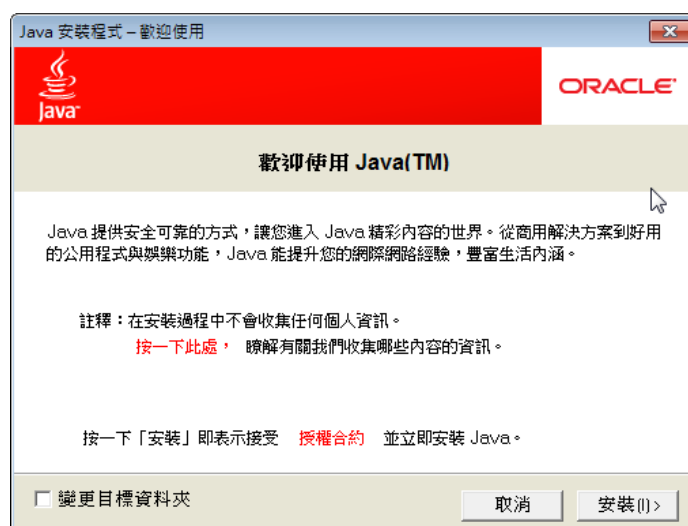 Java 安裝程式 – 歡迎使用
Java™
ORACLE®
歡迎使用 Java(TM)
Java 提供安全可靠的方式，讓您進入 Java 精彩內容的世界。從商用解決方案到好用
的公用程式與娛樂功能，Java 能提升您的網際網路經驗，豐富生活內涵。
註釋：在安裝過程中不會收集任何個人資訊。
按一下此處， 瞭解有關我們收集哪些內容的資訊。
按一下「安裝」即表示接受 授權合約 並立即安裝 Java。
變更目標資料夾
取消
安裝(I)>